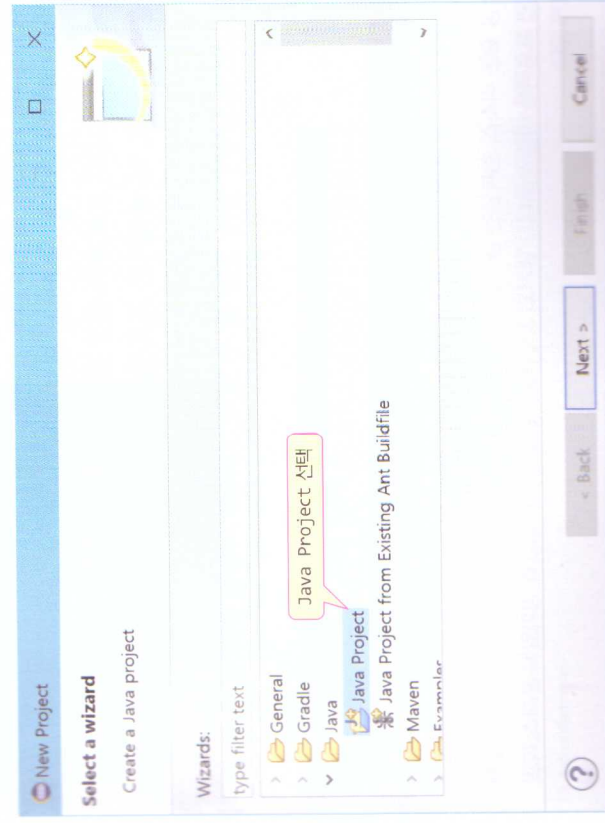 New Project
Select a wizard
Create a Java project
Wizards:
type filter text
General
Gradle
Java
Java Project 선택
Java Project
Java Project from Existing Ant Buildfile
Maven
Examples
?
< Back
Next >
Finish
Cancel